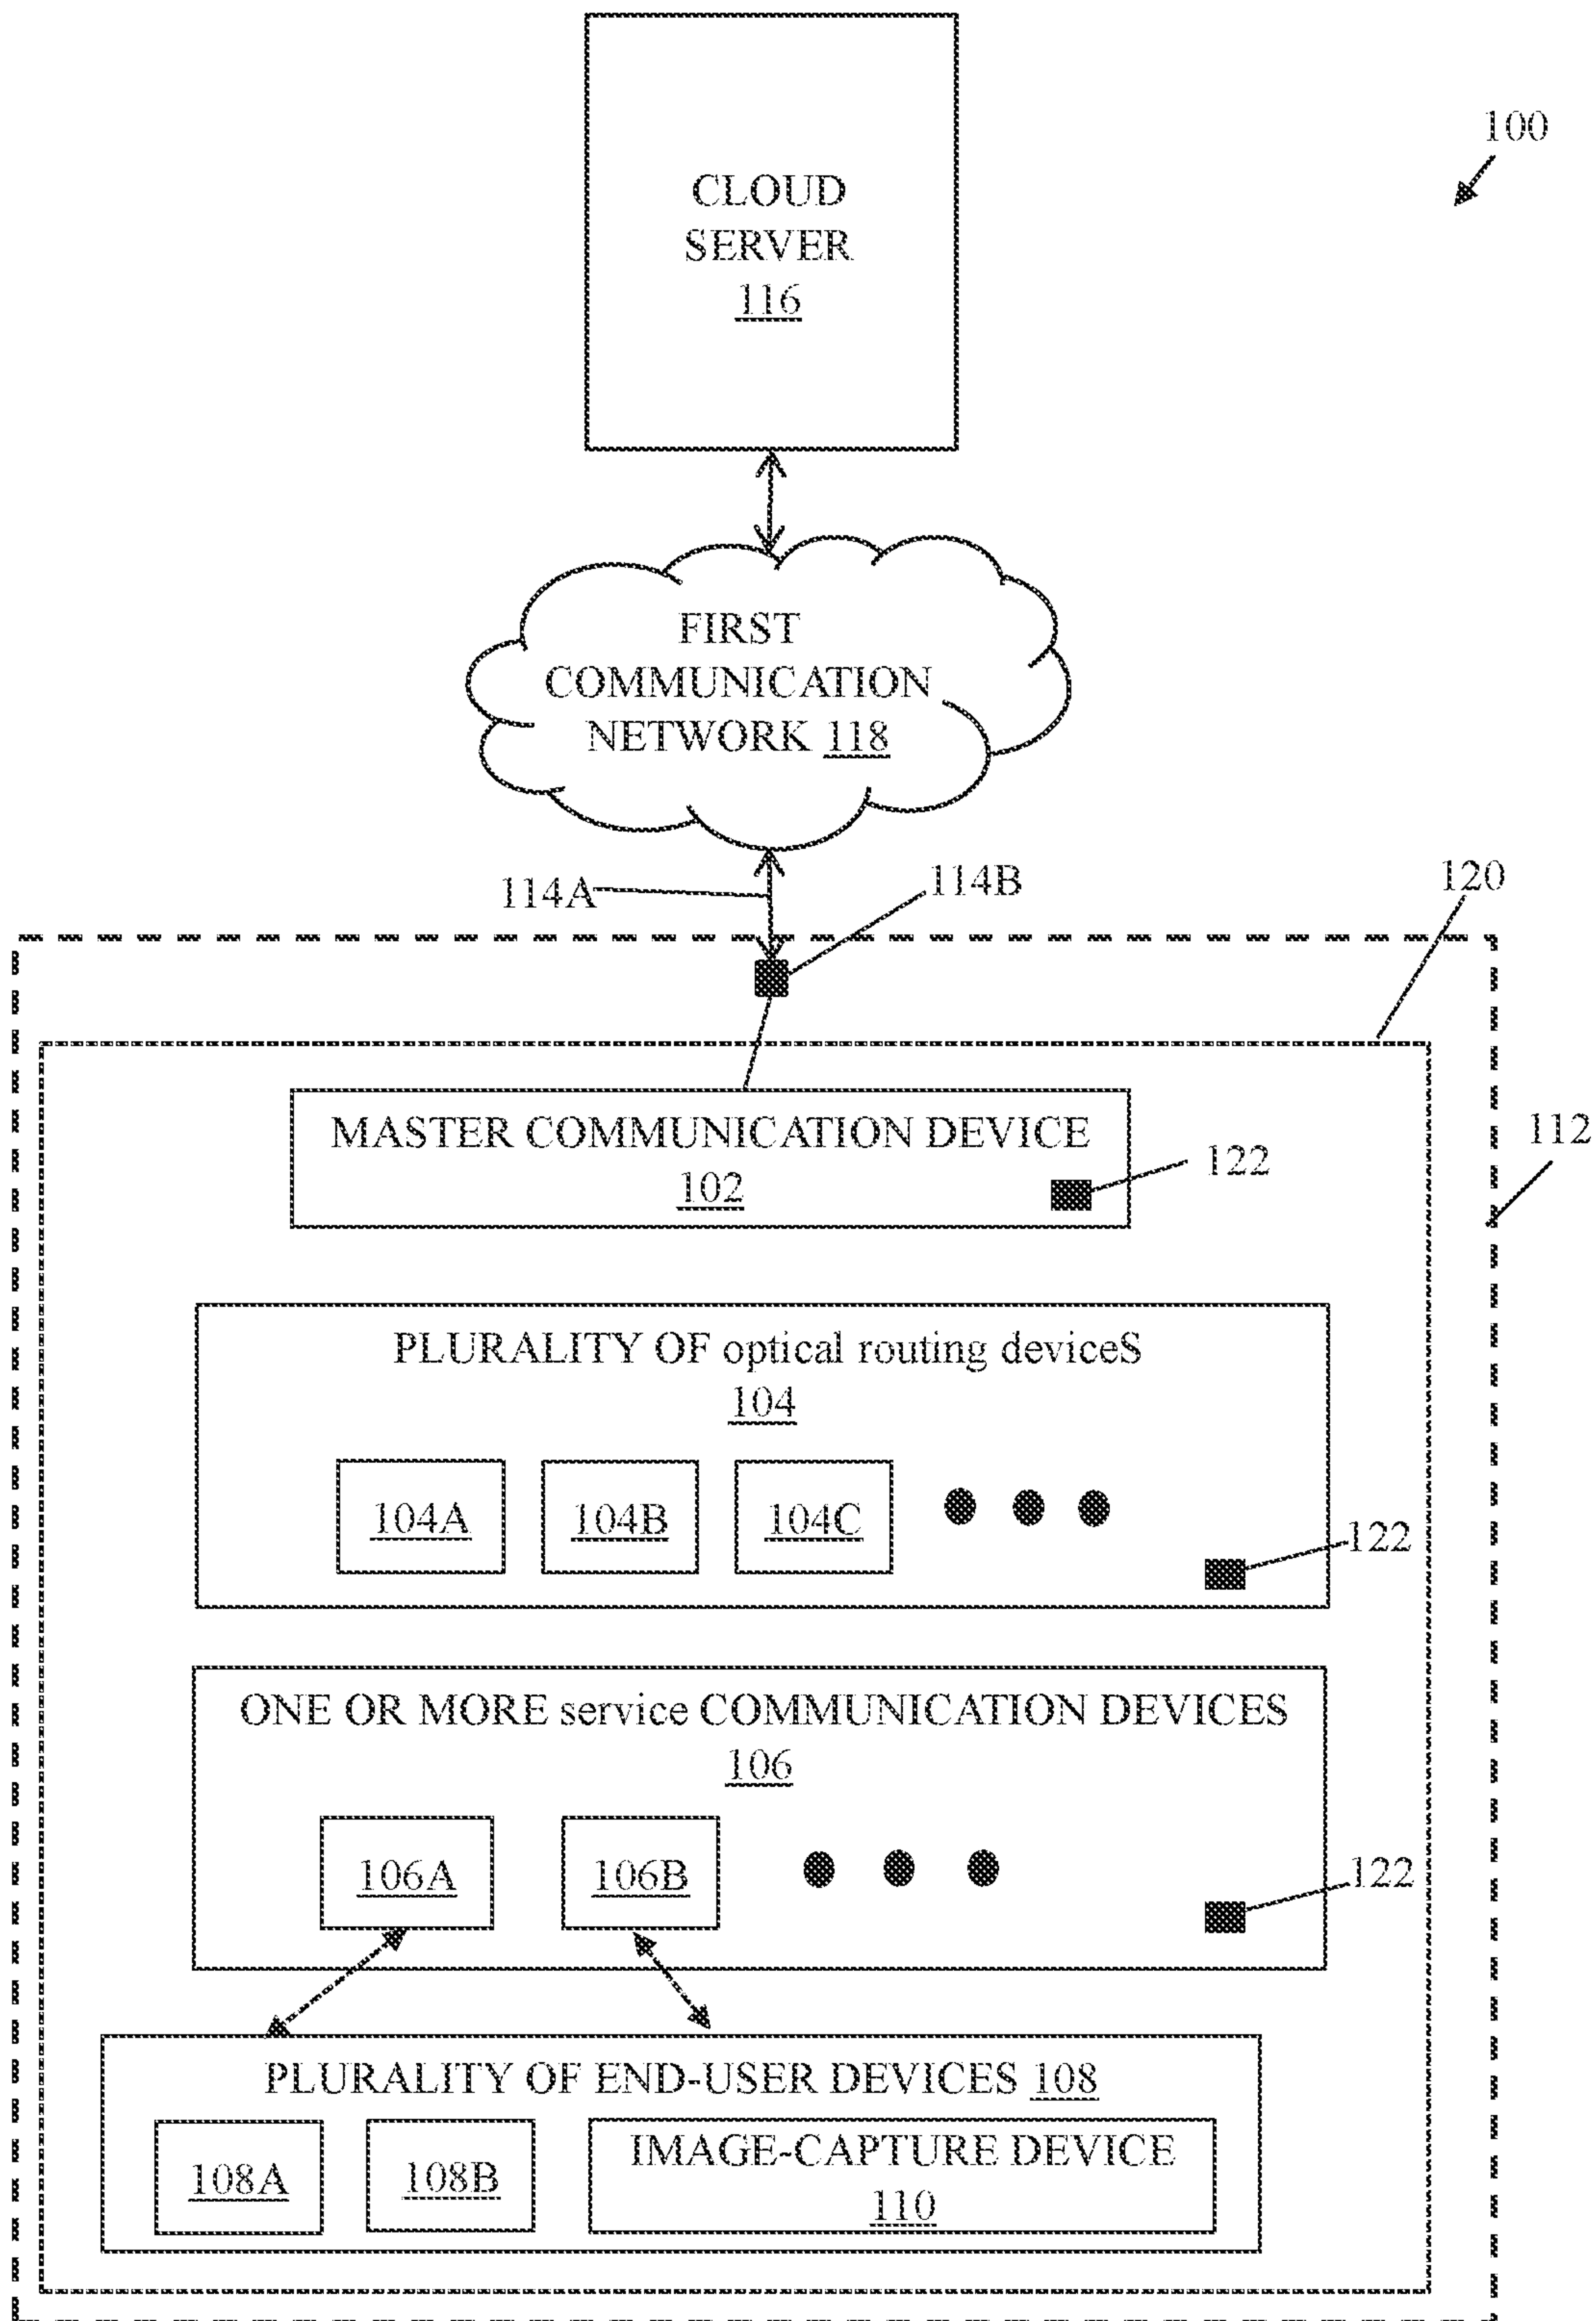 100
CLOUD
SERVER
116
FIRST
COMMUNICATION
NETWORK 118
114A
114B
120
MASTER COMMUNICATION DEVICE
102
122
112
PLURALITY OF optical routing deviceS
104
104A
104B
104C
122
ONE OR MORE service COMMUNICATION DEVICES
106
106A
106B
122
PLURALITY OF END-USER DEVICES 108
108A
108B
IMAGE-CAPTURE DEVICE
110